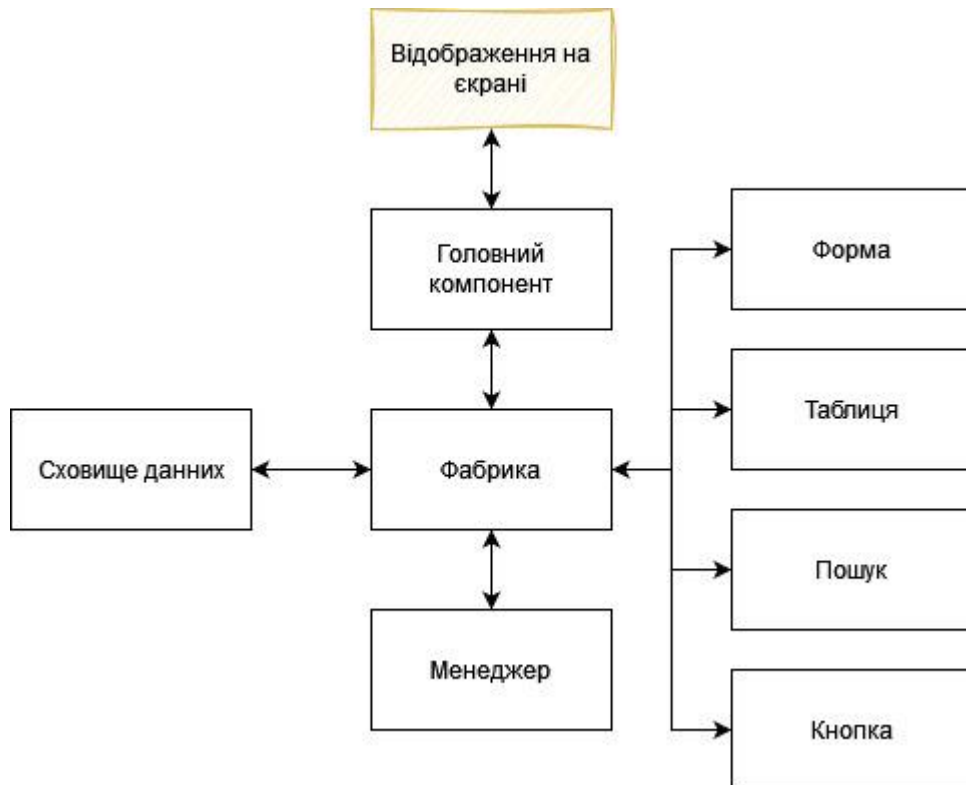 Відображення на
єкрані
Головний
компонент
Форма
Таблиця
Сховище данних
Фабрика
Пошук
Менеджер
Кнопка